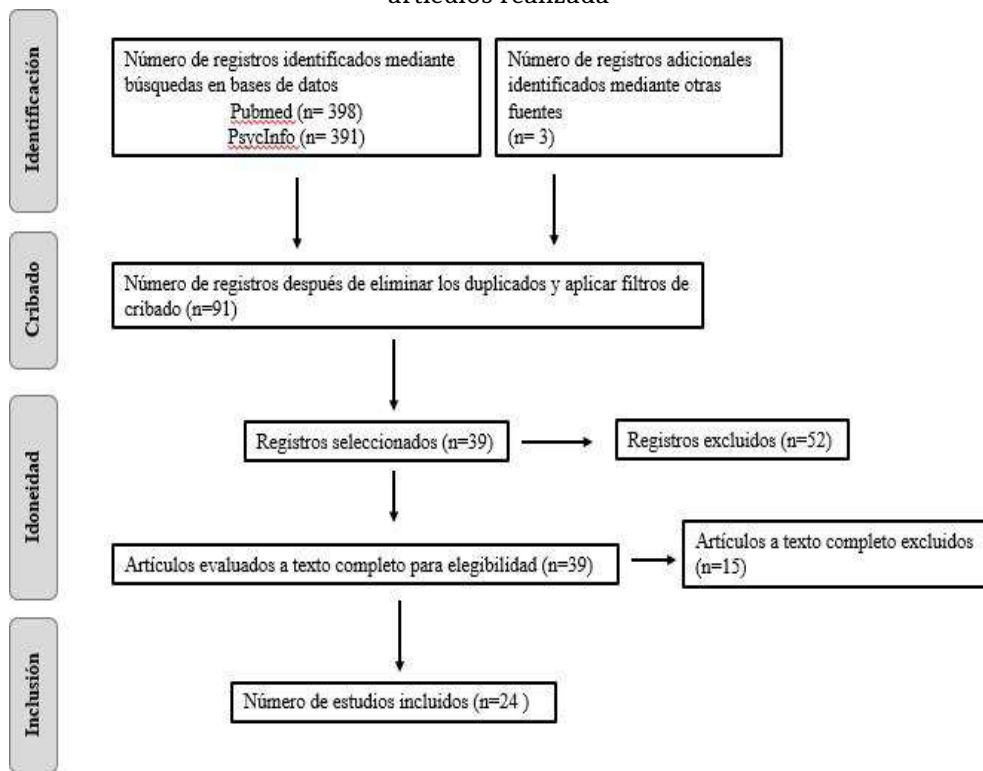 artículos realizada
Identificación
Número de registros identificados mediante
búsquedas en bases de datos
Pubmed (n= 398)
PsycInfo (n= 391)
Número de registros adicionales
identificados mediante otras
fuentes
(n= 3)
Cribado
Número de registros después de eliminar los duplicados y aplicar filtros de
cribado (n=91)
Idoneidad
Registros seleccionados (n=39)
Registros excluidos (n=52)
Artículos evaluados a texto completo para elegibilidad (n=39)
Artículos a texto completo excluidos
(n=15)
Inclusión
Número de estudios incluidos (n=24 )